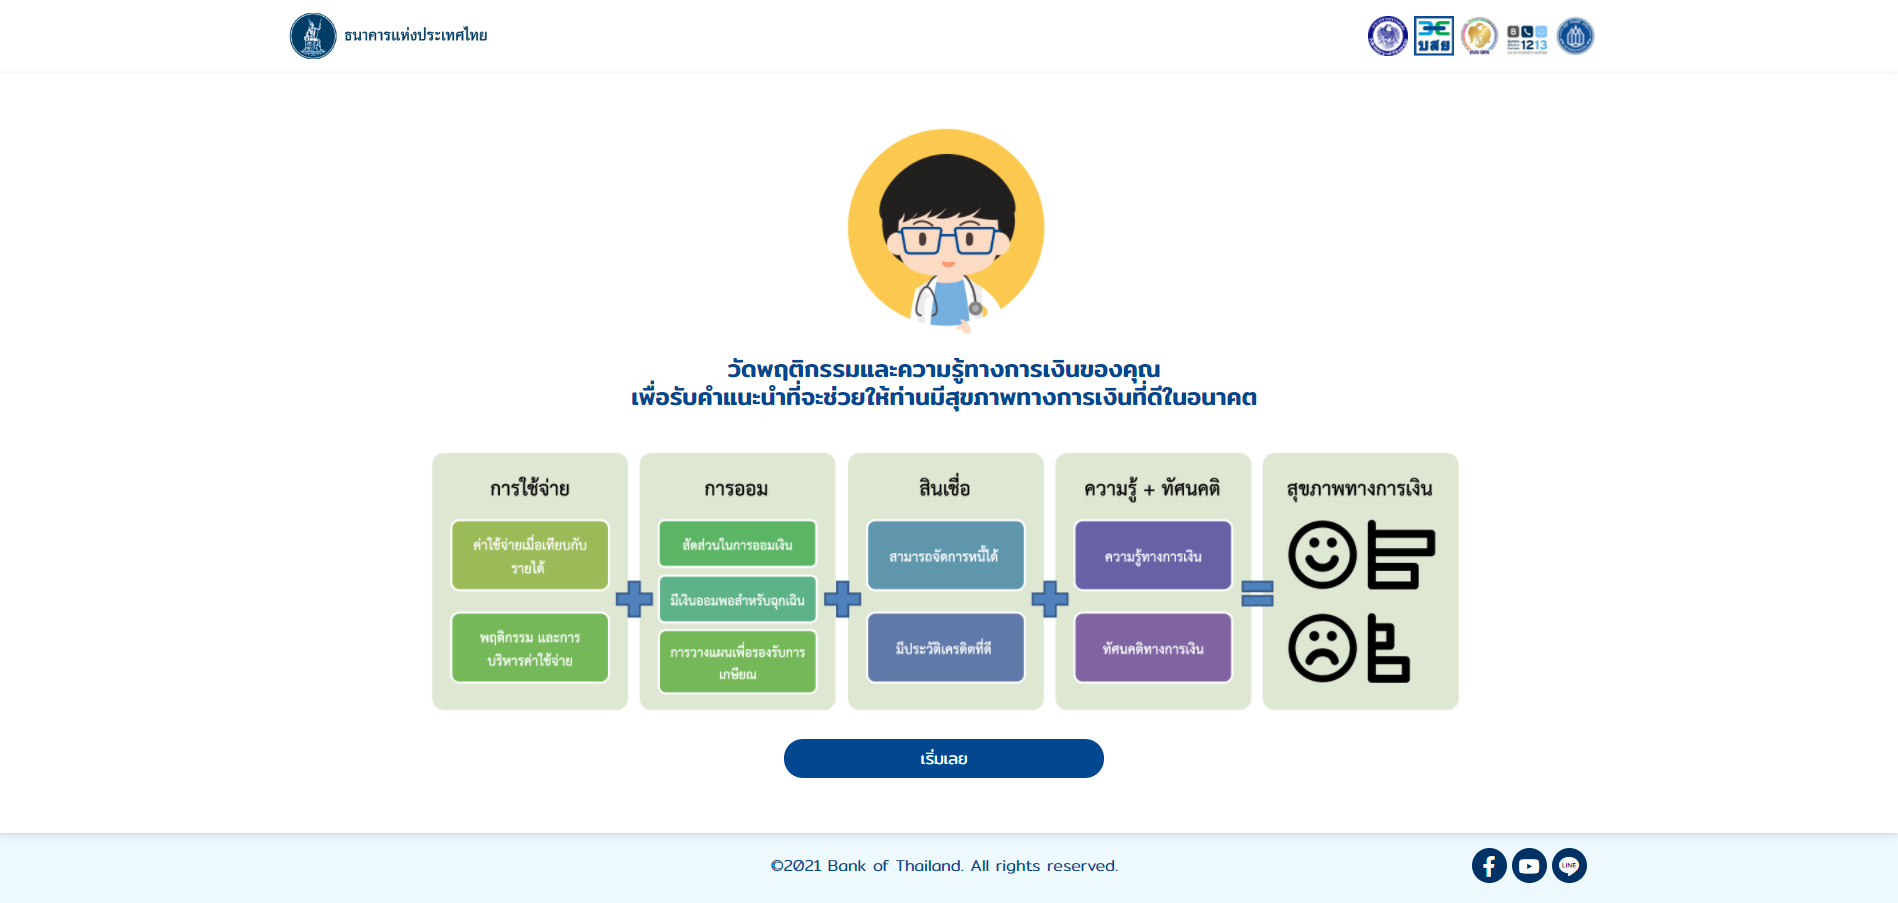 ธนาคารแห่งประเทศไทย
บสย
1213
วัดพฤติกรรมและความรู้ทางการเงินของคุณ
เพื่อรับคำแนะนำที่จะช่วยให้ท่านมีสุขภาพทางการเงินที่ดีในอนาคต
การใช้จ่าย
ค่าใช้จ่ายเมื่อเทียบกับ
รายได้
พฤติกรรม และการ
บริหารค่าใช้จ่าย
การออม
สัดส่วนในการออมเงิน
มีเงินออมพอสำหรับฉุกเฉิน
การวางแผนเพื่อรองรับการ
เกษียณ
สินเชื่อ
สามารถจัดการหนี้ได้
มีประวัติเครดิตที่ดี
ความรู้ + ทัศนคติ
ความรู้ทางการเงิน
ทัศนคติทางการเงิน
สุขภาพทางการเงิน
เริ่มเลย
©2021 Bank of Thailand. All rights reserved.
LINE